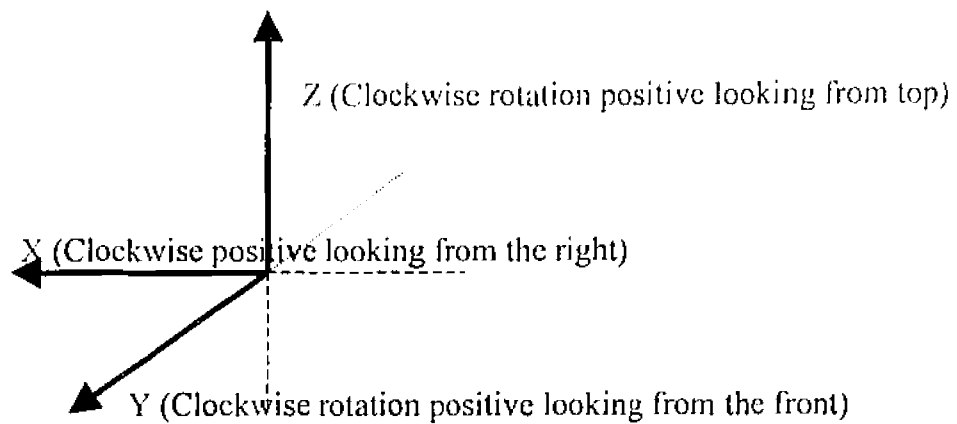 Z (Clockwise rotation positive looking from top)
X (Clockwise positive looking from the right)
Y (Clockwise rotation positive looking from the front)